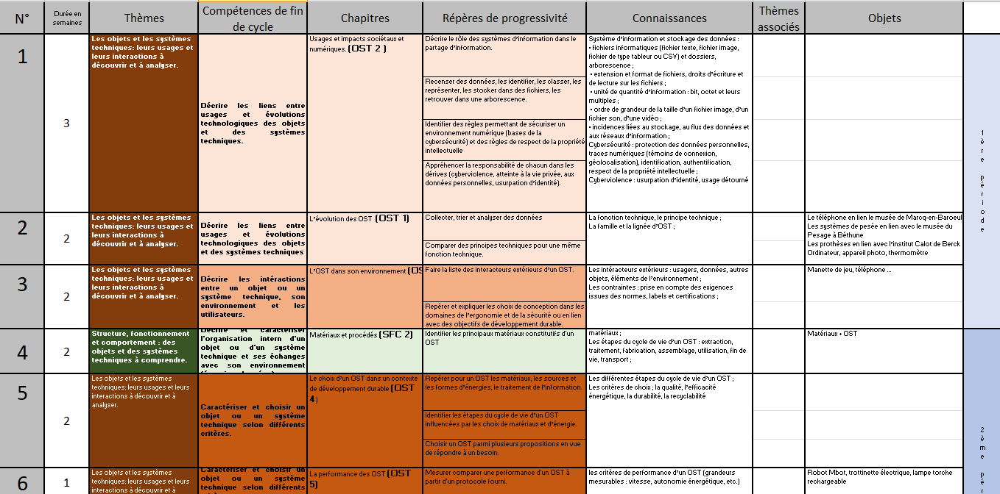 N°
Durée en
semaines
Thèmes
Compétences de fin
de cycle
Chapitres
Répères de progressivité
Connaissances
Thèmes
associés
Objets
1
3
Les objets et les systèmes
techniques: leurs usages et
leurs interactions à
découvrir et à analyser.
Décrire les liens entre
usages et évolutions
technologiques des objets
et des systèmes
techniques.
Usages et impacts sociétaux et
numériques. (OST 2 )
Décrire le rôle des systèmes d'information dans le
partage d'information.
Recenser des données, les identifier, les classer, les
représenter, les stocker dans des fichiers, les
retrouver dans une arborescence.
Identifier des règles permettant de sécuriser un
environnement numérique (bases de la
cybersécurité) et des règles de respect de la propriété
intellectuelle
Appréhencer la responsabilité de chacun dans les
dérives (cyberviolence, atteinte à la vie privée, aux
données personnelles, usurpation d'identité).
Système d'information et stockage des données :
• fichiers informatiques (fichier texte, fichier image,
fichier de type tableur ou CSV) et dossiers,
arborescence ;
• extension et format de fichiers, droits d'écriture et
de lecture sur les fichiers ;
• unité de quantité d'information : bit, octet et leurs
multiples ;
• ordre de grandeur de la taille d'un fichier image, d'un
fichier son, d'une vidéo ;
• incidences liées au stockage, au flux des données et
aux réseaux d'information ;
Cybersécurité : protection des données personnelles,
traces numériques (témoins de connexion,
géolocalisation), identification, authentification,
respect de la propriété intellectuelle ;
Cyberviolence : usurpation d'identité, usage détourné
1ère période
2
2
Les objets et les systèmes
techniques: leurs usages et
leurs interactions à
découvrir et à analyser.
Décrire les liens entre
usages et évolutions
technologiques des objets
et des systèmes techniques
L'évolution des OST (OST 1)
Collecter, trier et analyser des données
Comparer des principes techniques pour une même
fonction technique.
La fonction technique, le principe technique ;
La famille et la lignée d'OST ;
Le téléphone en lien le musée de Marcq-en-Baroeul
Les systèmes de pesée en lien avec le musée du
Pesage à Béthune
Les prothèses en lien avec l'institut Calot de Berck
Ordinateur, appareil photo, thermomètre
3
2
Les objets et les systèmes
techniques: leurs usages et
leurs interactions à
découvrir et à analyser.
Décrire les intéractions
entre un objet ou un
système technique, son
environnement et les
utilisateurs.
L'OST dans son environnement (OS
Faire la liste des interacteurs extérieurs d'un OST.
Repérer et expliquer les choix de conception dans les
domaines de l'ergonomie et de la sécurité ou en lien
avec des objectifs de développement durable.
Les intéracteurs extérieur : usagers, données, autres
objets, éléments de l'environnement ;
Les contraintes : prise en compte des exigences
issues des normes, labels et certifications ;
Manette de jeu, téléphone ...
4
2
Structure, fonctionnement
et comportement : des
objets et des systèmes
techniques à comprendre.
Décrire et caractériser
l'organisation intern d'un
objet ou d'un système
technique et ses échanges
avec son environnement
Matériaux et procédés (SFC 2)
Identifier les principaux matériaux constitutifs d'un
OST
matériaux ;
Les étapes du cycle de vie d'un OST : extraction,
traitement, fabrication, assemblage, utilisation, fin de
vie, transport ;
Matériaux + OST
5
2
Les objets et les systèmes
techniques: leurs usages et leurs
interactions à découvrir et à
analyser.
Caractériser et choisir un
objet ou un système
technique selon différents
critères.
Le choix d'un OST dans un contexte
de développement durable (OST
4)
Repérer pour un OST les matériaux, les sources et
les formes d'énergies, le traitement de l'information.
Identifier les étapes du cycle de vie d'un OST
influencées par les choix de matériaux et d'énergie.
Choisir un OST parmi plusieurs propositions en vue
de répondre à un besoin.
Les différentes étapes du cycle de vie d'un OST ;
Les critères de choix ; la qualité, l'efficacité
énergétique, la durabilité, la recyclabilité
2ème pér
6
1
Les objets et les systèmes
techniques: leurs usages et leurs
interactions à découvrir et à
Caractériser et choisir un
objet ou un système
technique selon différents
La performance des OST (OST
5)
Mesurer comparer une performance d'un OST à
partir d'un protocole fourni.
les critères de performance d'un OST (grandeurs
mesurables : vitesse, autonomie énergétique, etc.)
Robot Mbot, trottinette électrique, lampe torche
rechargeable